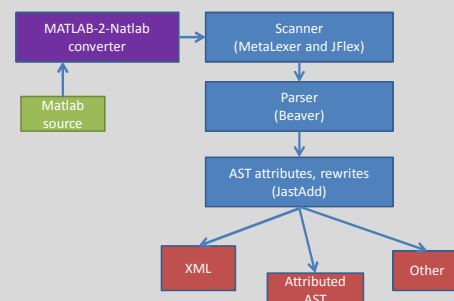 MATLAB-2-Natlab
converter
Scanner
(MetaLexer and JFlex)
Matlab
source
Parser
(Beaver)
AST attributes, rewrites
(JastAdd)
XML
Attributed
AST
Other